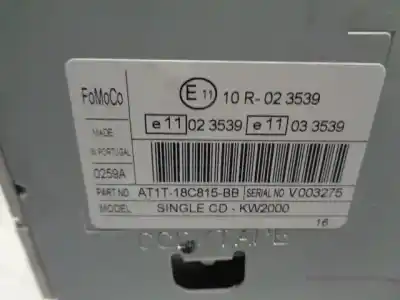 FoMoCo
E 11 10 R-02 3539
MADE
IN PORTUGAL
e 11 02 3539 e 11 03 3539
0259A
PART NO AT1T-18C815-BB SERIAL NO V003275
MODEL SINGLE CD - KW2000
16